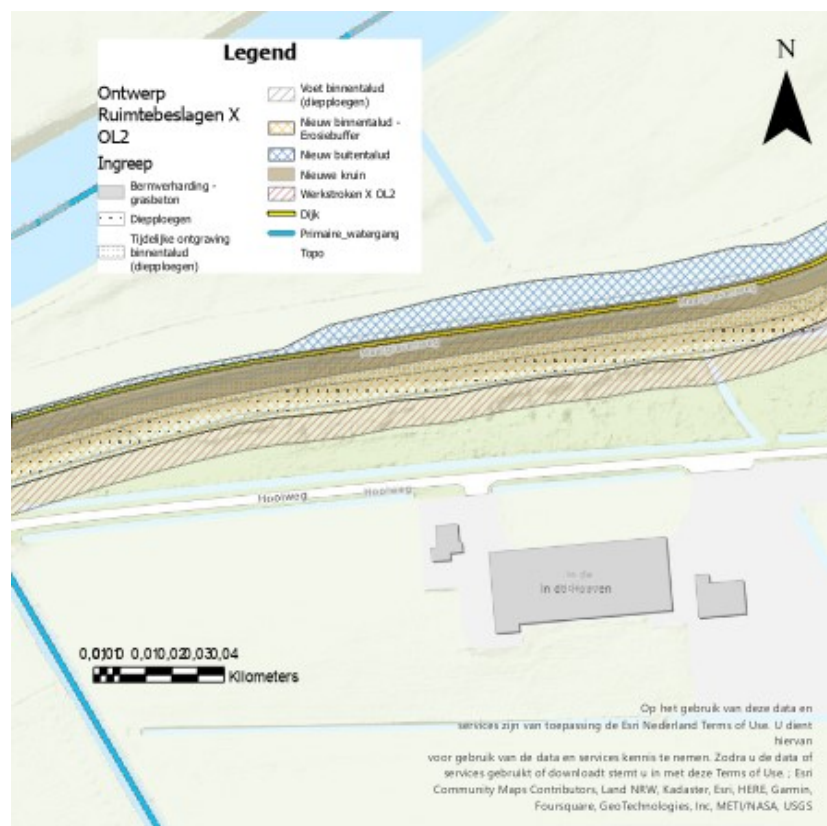 Legend
N
Ontwerp
Ruimtebeslagen X
OL2
Ingreep
Bermverharding -
grasbeton
Diepploegen
Tijdelijke ontgraving
binnentalud
(diepploegen)
Voet binnentalud
(diepploegen)
Nieuw binnentalud -
Erosiebuffer
Nieuw buitentalud
Nieuwe kruin
Werkstroken X OL2
Dijk
Primaire_watergang
Topo
Hooiweg Hooiweg
In de
Kilometers
Op het gebruik van deze data en
services zijn van toepassing de Esri Nederland Terms of Use. U dient
hiervan
voor gebruik van de data en services kennis te nemen. Zodra u de data of
services gebruikt of downloadt stemt u in met deze Terms of Use. ; Esri
Community Maps Contributors, Land NRW, Kadaster, Esri, HERE, Garmin,
Foursquare, GeoTechnologies, Inc, METI/NASA, USGS